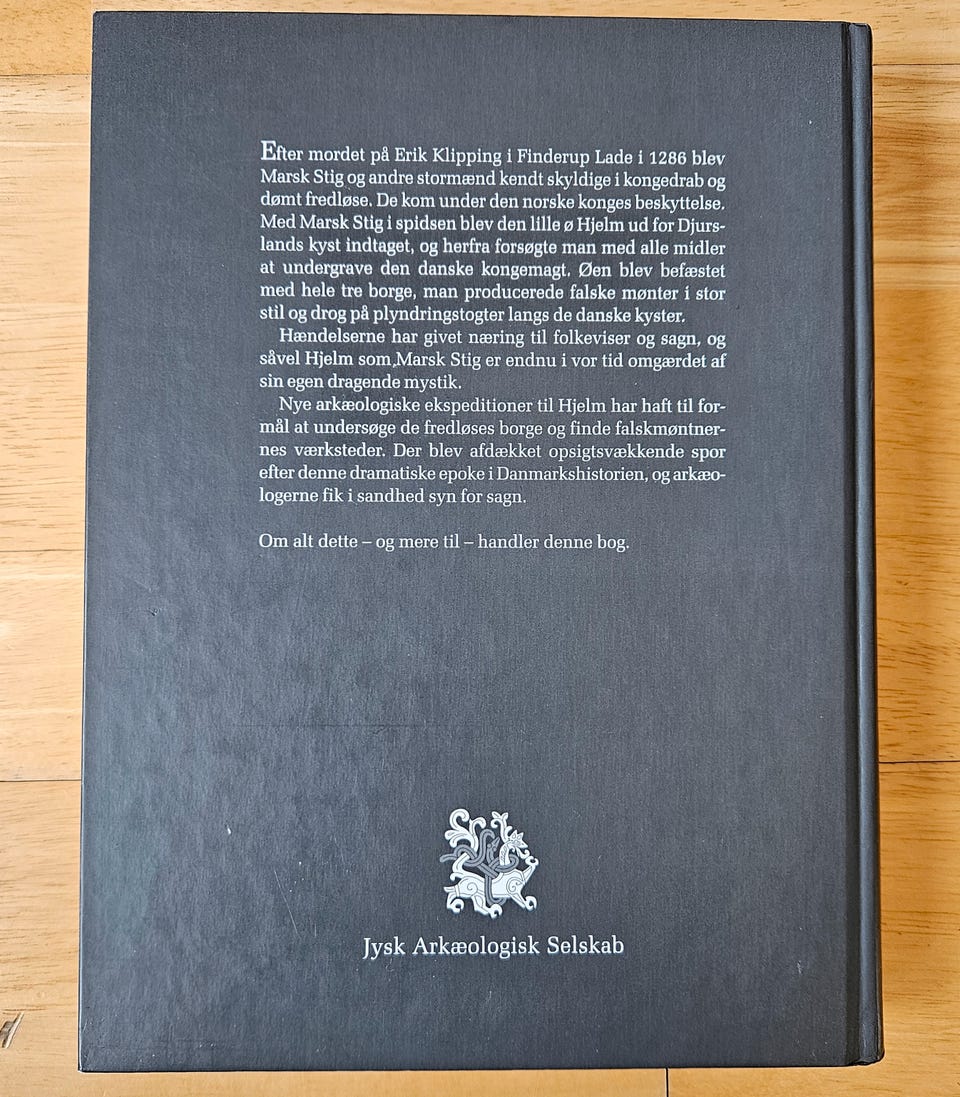 Efter mordet på Erik Klipping i Finderup Lade i 1286 blev
Marsk Stig og andre stormænd kendt skyldige i kongedrab og
dømt fredløse. De kom under den norske konges beskyttelse.
Med Marsk Stig i spidsen blev den lille ø Hjelm ud for Djurs-
lands kyst indtaget, og herfra forsøgte man med alle midler
at undergrave den danske kongemagt. Øen blev befæstet
med hele tre borge, man producerede falske mønter i stor
stil og drog på plyndringstogter langs de danske kyster.
Hændelserne har givet næring til folkeviser og sagn, og
såvel Hjelm som Marsk Stig er endnu i vor tid omgærdet af
sin egen dragende mystik.
Nye arkæologiske ekspeditioner til Hjelm har haft til for-
mål at undersøge de fredløses borge og finde falskmøntner-
nes værksteder. Der blev afdækket opsigtsvækkende spor
efter denne dramatiske epoke i Danmarkshistorien, og arkæo-
logerne fik i sandhed syn for sagn.
Om alt dette – og mere til – handler denne bog.
Jysk Arkæologisk Selskab